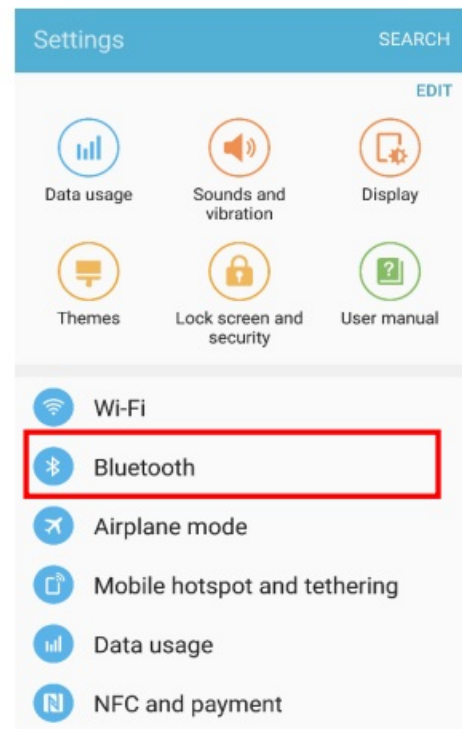 Settings SEARCH
EDIT
Data usage
Sounds and
vibration
Display
Themes
Lock screen and
security
User manual
Wi-Fi
Bluetooth
Airplane mode
Mobile hotspot and tethering
Data usage
NFC and payment